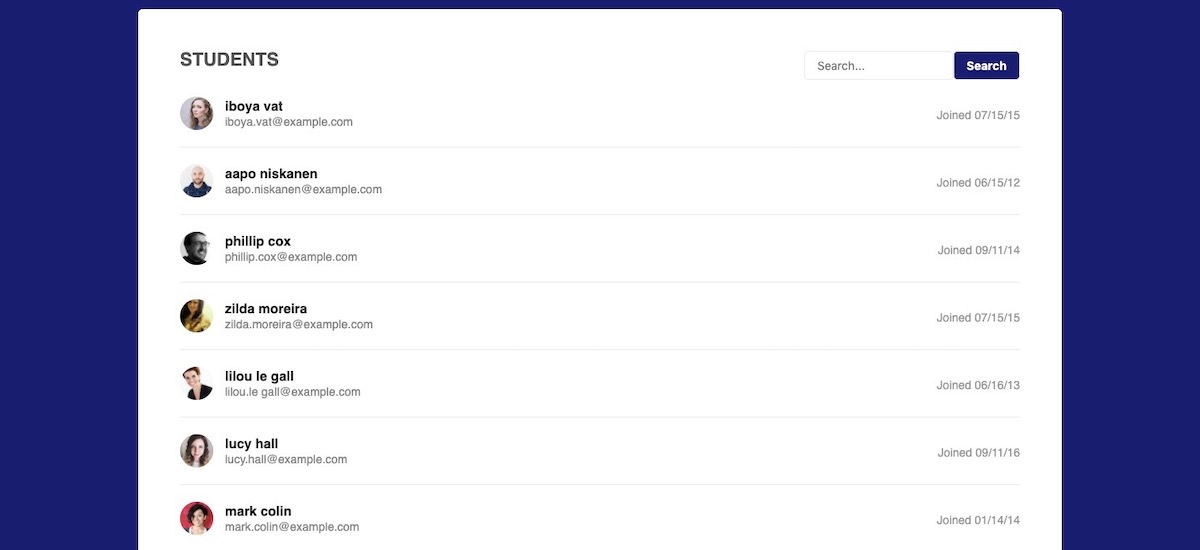 STUDENTS
Search...
Search
iboya vat
iboya.vat@example.com
Joined 07/15/15
aapo niskanen
aapo.niskanen@example.com
Joined 06/15/12
phillip cox
phillip.cox@example.com
Joined 09/11/14
zilda moreira
zilda.moreira@example.com
Joined 07/15/15
lilou le gall
lilou.le gall@example.com
Joined 06/16/13
lucy hall
lucy.hall@example.com
Joined 09/11/16
mark colin
mark.colin@example.com
Joined 01/14/14